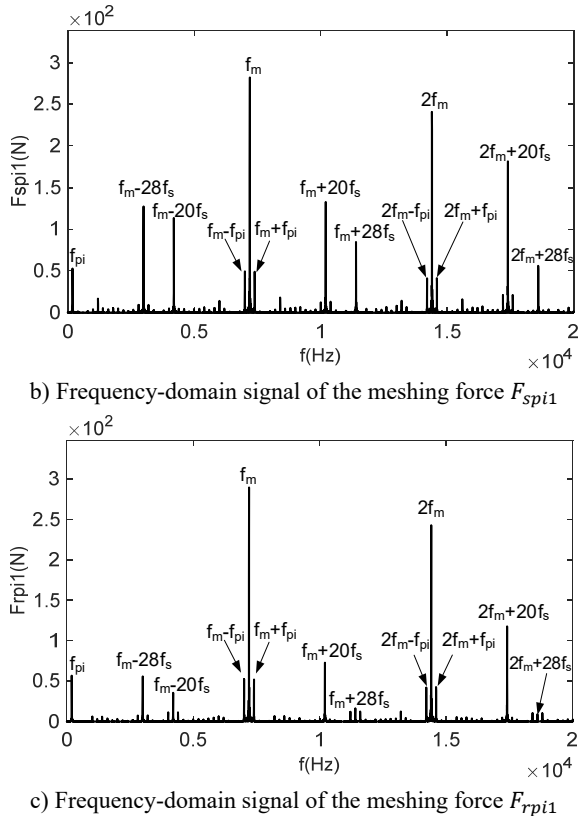 ×10²
3
2.5
2
1.5
1
0.5
0
Fspi1(N)
fₘ
2fₘ
fₘ-28fₛ
fₘ-20fₛ
fₚᵢ
fₘ-fₚᵢ
fₘ+fₚᵢ
fₘ+20fₛ
fₘ+28fₛ
2fₘ-fₚᵢ
2fₘ+fₚᵢ
2fₘ+20fₛ
2fₘ+28fₛ
0 0.5 1 1.5 20
f(Hz)
×10⁴
b) Frequency-domain signal of the meshing force Fspi1
×10²
3
2.5
2
1.5
1
0.5
0
Frpi1(N)
fₘ
2fₘ
fₚᵢ
fₘ-28fₛ
fₘ-20fₛ
fₘ-fₚᵢ
fₘ+fₚᵢ
fₘ+20fₛ
fₘ+28fₛ
2fₘ-fₚᵢ
2fₘ+fₚᵢ
2fₘ+20fₛ
2fₘ+28fₛ
0 0.5 1 1.5 20
f(Hz)
×10⁴
c) Frequency-domain signal of the meshing force Frpi1